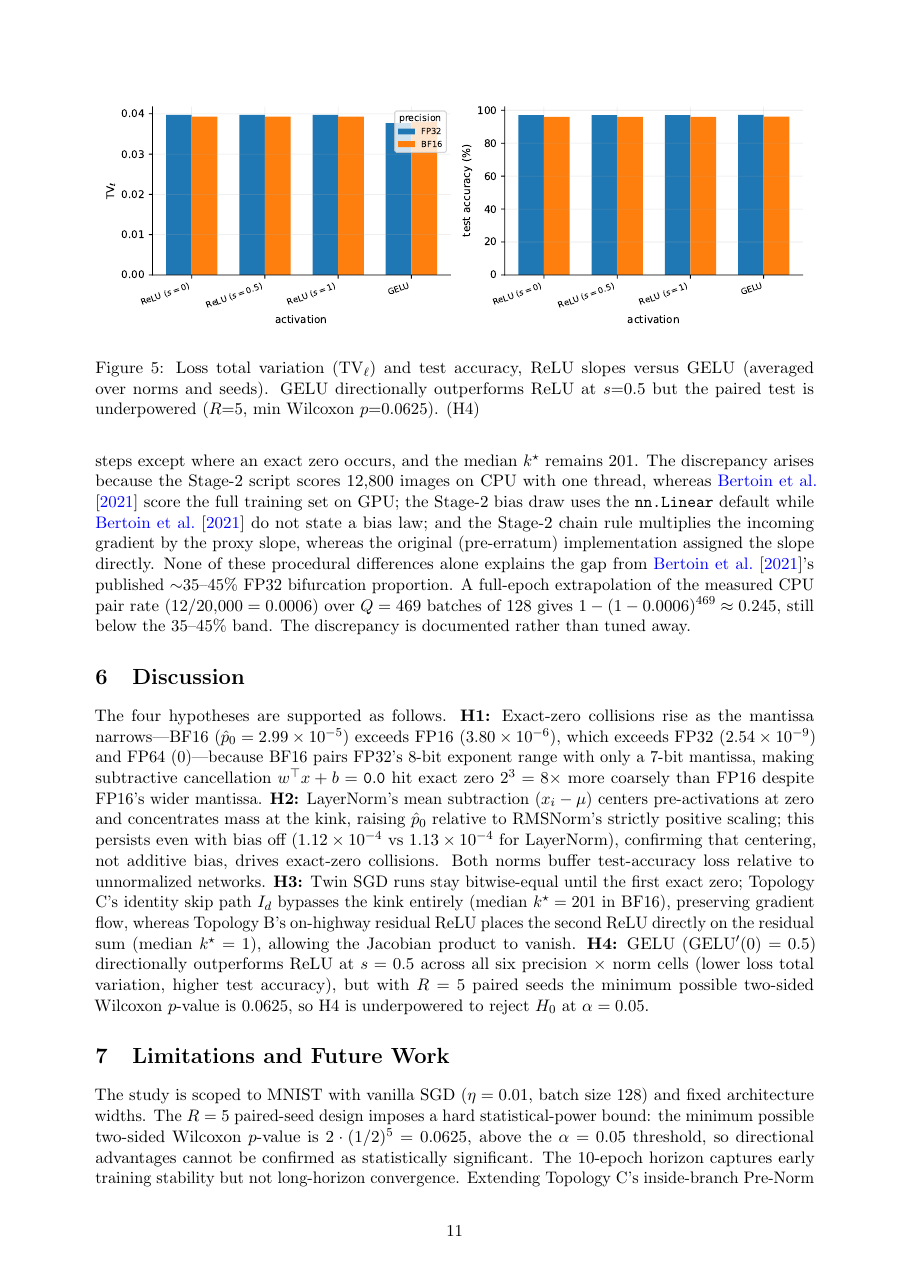 0.04
0.03
0.02
0.01
0.00
TVℓ
precision
FP32
BF16
ReLU (s = 0)
ReLU (s = 0.5)
ReLU (s = 1)
GELU
activation
100
80
60
40
20
0
test accuracy (%)
ReLU (s = 0)
ReLU (s = 0.5)
ReLU (s = 1)
GELU
activation
Figure 5: Loss total variation (TVℓ) and test accuracy, ReLU slopes versus GELU (averaged
over norms and seeds). GELU directionally outperforms ReLU at s=0.5 but the paired test is
underpowered (R=5, min Wilcoxon p=0.0625). (H4)
steps except where an exact zero occurs, and the median k⋆ remains 201. The discrepancy arises
because the Stage-2 script scores 12,800 images on CPU with one thread, whereas Bertoin et al.
[2021] score the full training set on GPU; the Stage-2 bias draw uses the nn.Linear default while
Bertoin et al. [2021] do not state a bias law; and the Stage-2 chain rule multiplies the incoming
gradient by the proxy slope, whereas the original (pre-erratum) implementation assigned the slope
directly. None of these procedural differences alone explains the gap from Bertoin et al. [2021]'s
published ∼35–45% FP32 bifurcation proportion. A full-epoch extrapolation of the measured CPU
pair rate (12/20,000 = 0.0006) over Q = 469 batches of 128 gives 1 − (1 − 0.0006)⁴⁶⁹ ≈ 0.245, still
below the 35–45% band. The discrepancy is documented rather than tuned away.
6 Discussion
The four hypotheses are supported as follows. H1: Exact-zero collisions rise as the mantissa
narrows—BF16 (p̂₀ = 2.99 × 10⁻⁵) exceeds FP16 (3.80 × 10⁻⁶), which exceeds FP32 (2.54 × 10⁻⁹)
and FP64 (0)—because BF16 pairs FP32's 8-bit exponent range with only a 7-bit mantissa, making
subtractive cancellation w⊤x + b = 0.0 hit exact zero 2³ = 8× more coarsely than FP16 despite
FP16's wider mantissa. H2: LayerNorm's mean subtraction (xᵢ − μ) centers pre-activations at zero
and concentrates mass at the kink, raising p̂₀ relative to RMSNorm's strictly positive scaling; this
persists even with bias off (1.12 × 10⁻⁴ vs 1.13 × 10⁻⁴ for LayerNorm), confirming that centering,
not additive bias, drives exact-zero collisions. Both norms buffer test-accuracy loss relative to
unnormalized networks. H3: Twin SGD runs stay bitwise-equal until the first exact zero; Topology
C's identity skip path I_d bypasses the kink entirely (median k⋆ = 201 in BF16), preserving gradient
flow, whereas Topology B's on-highway residual ReLU places the second ReLU directly on the residual
sum (median k⋆ = 1), allowing the Jacobian product to vanish. H4: GELU (GELU′(0) = 0.5)
directionally outperforms ReLU at s = 0.5 across all six precision × norm cells (lower loss total
variation, higher test accuracy), but with R = 5 paired seeds the minimum possible two-sided
Wilcoxon p-value is 0.0625, so H4 is underpowered to reject H₀ at α = 0.05.
7 Limitations and Future Work
The study is scoped to MNIST with vanilla SGD (η = 0.01, batch size 128) and fixed architecture
widths. The R = 5 paired-seed design imposes a hard statistical-power bound: the minimum possible
two-sided Wilcoxon p-value is 2 · (1/2)⁵ = 0.0625, above the α = 0.05 threshold, so directional
advantages cannot be confirmed as statistically significant. The 10-epoch horizon captures early
training stability but not long-horizon convergence. Extending Topology C's inside-branch Pre-Norm
11